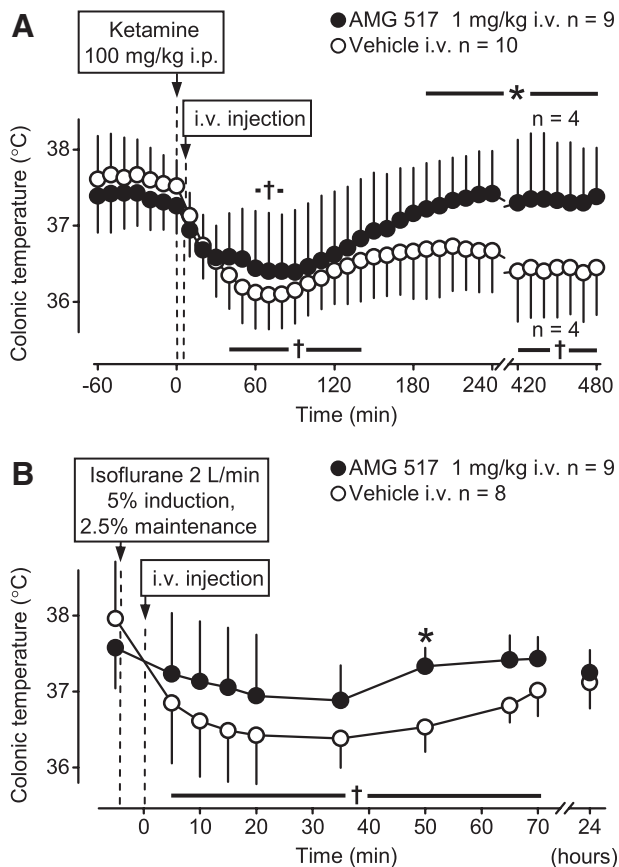 A
Ketamine
100 mg/kg i.p.
i.v. injection
● AMG 517 1 mg/kg i.v. n = 9
○ Vehicle i.v. n = 10
*
n = 4
-†-
n = 4
† †
Colonic temperature (°C)
38
37
36
-60 0 60 120 180 240 420 480
Time (min)
B
Isoflurane 2 L/min
5% induction,
2.5% maintenance
i.v. injection
● AMG 517 1 mg/kg i.v. n = 9
○ Vehicle i.v. n = 8
*
†
Colonic temperature (°C)
38
37
36
0 10 20 30 40 50 60 70 24
Time (min) (hours)